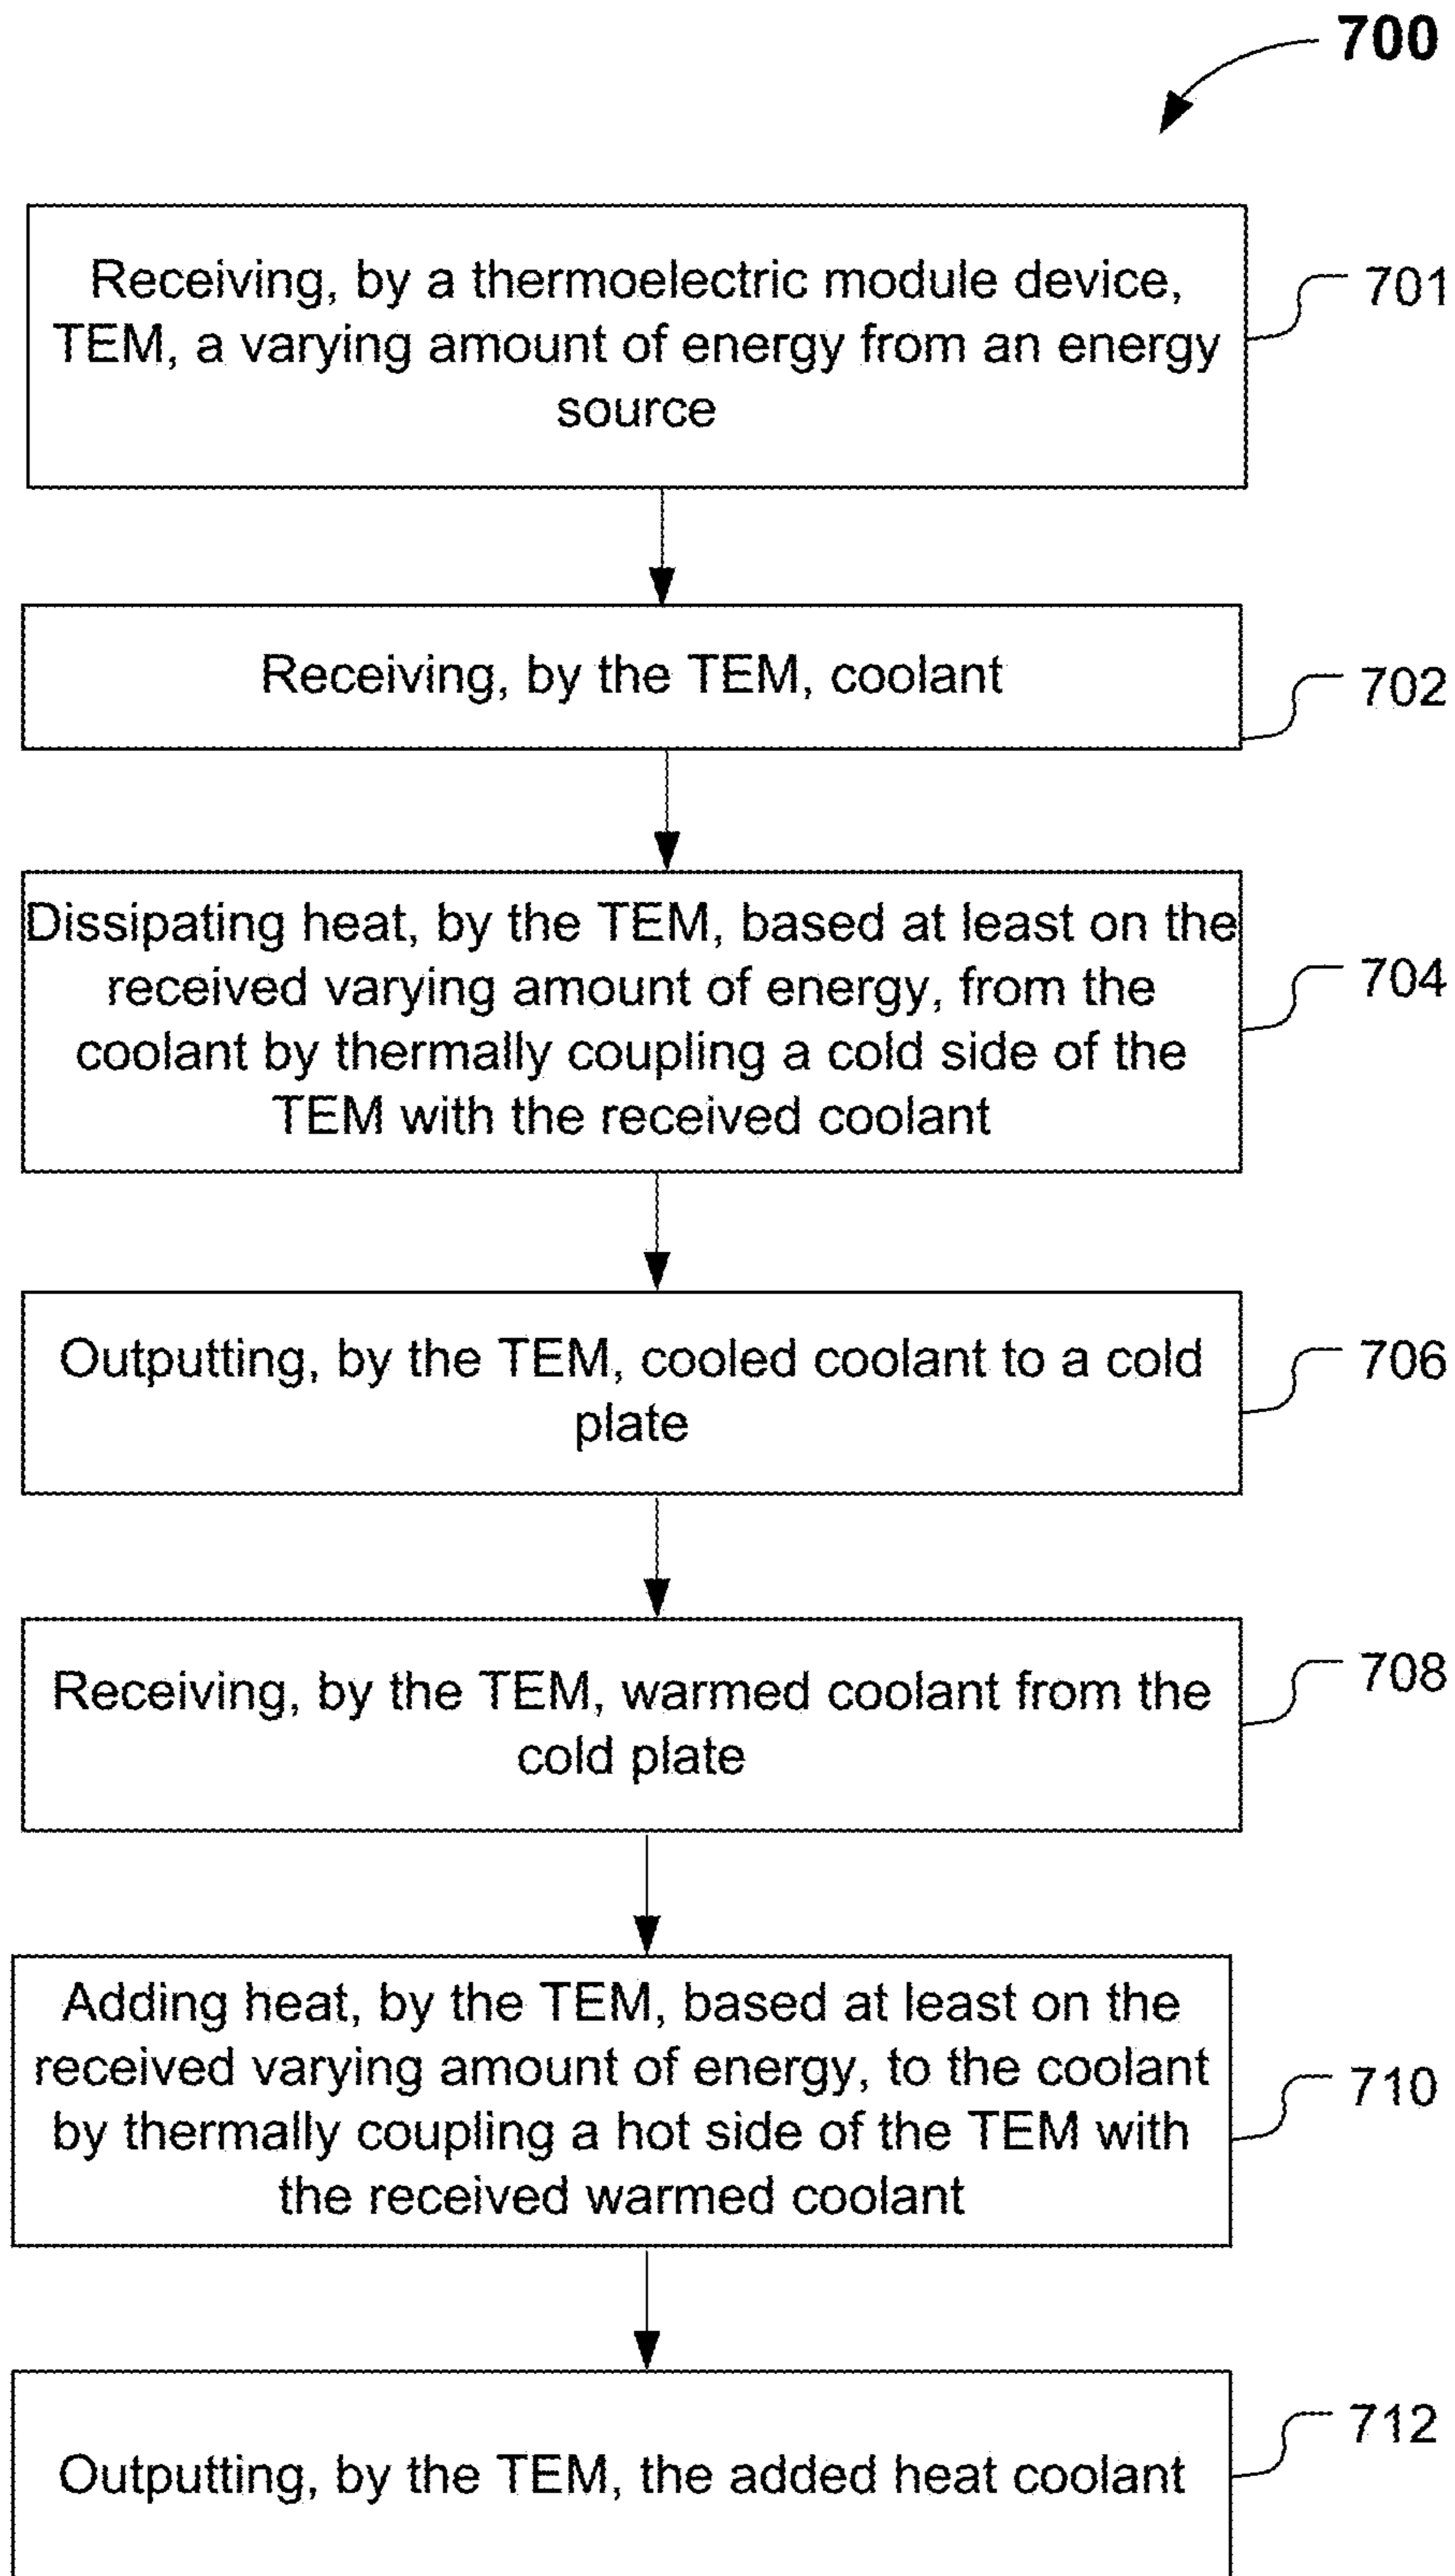 700
Receiving, by a thermoelectric module device,
TEM, a varying amount of energy from an energy
source
701
Receiving, by the TEM, coolant
702
Dissipating heat, by the TEM, based at least on the
received varying amount of energy, from the
coolant by thermally coupling a cold side of the
TEM with the received coolant
704
Outputting, by the TEM, cooled coolant to a cold
plate
706
Receiving, by the TEM, warmed coolant from the
cold plate
708
Adding heat, by the TEM, based at least on the
received varying amount of energy, to the coolant
by thermally coupling a hot side of the TEM with
the received warmed coolant
710
Outputting, by the TEM, the added heat coolant
712